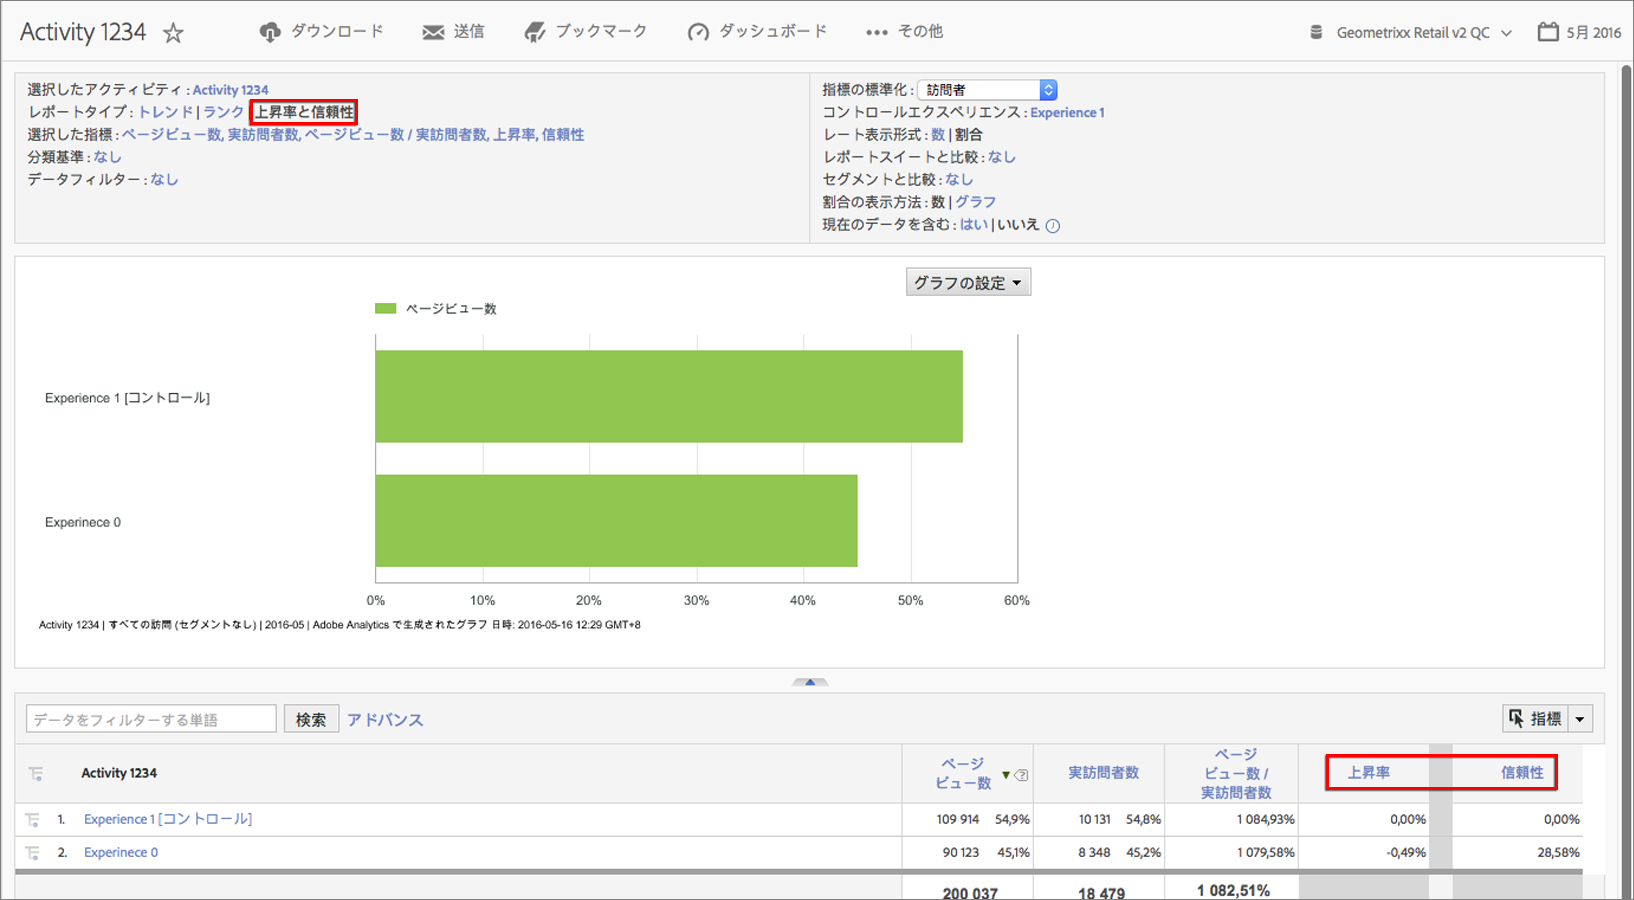 Activity 1234 ダウンロード 送信 ブックマーク ダッシュボード その他 Geometrixx Retail v2 QC 5月 2016
選択したアクティビティ : Activity 1234
レポートタイプ : トレンド | ランク | 上昇率と信頼性
選択した指標 : ページビュー数, 実訪問者数, ページビュー数 / 実訪問者数, 上昇率, 信頼性
分類基準 : なし
データフィルター : なし
指標の標準化 : 訪問者
コントロールエクスペリエンス : Experience 1
レート表示形式 : 数 | 割合
レポートスイートと比較 : なし
セグメントと比較 : なし
割合の表示方法 : 数 | グラフ
現在のデータを含む : はい | いいえ
グラフの設定
ページビュー数
Experience 1 [コントロール]
Experinece 0
0% 10% 20% 30% 40% 50% 60%
Activity 1234 | すべての訪問 (セグメントなし) | 2016-05 | Adobe Analytics で生成されたグラフ 日時: 2016-05-16 12:29 GMT+8
データをフィルターする単語 検索 アドバンス 指標
Activity 1234 ページ
ビュー数 実訪問者数 ページ
ビュー数 /
実訪問者数 上昇率 信頼性
1. Experience 1 [コントロール] 109 914 54,9% 10 131 54,8% 1 084,93% 0,00% 0,00%
2. Experinece 0 90 123 45,1% 8 348 45,2% 1 079,58% -0,49% 28,58%
200 037 18 479 1 082,51%